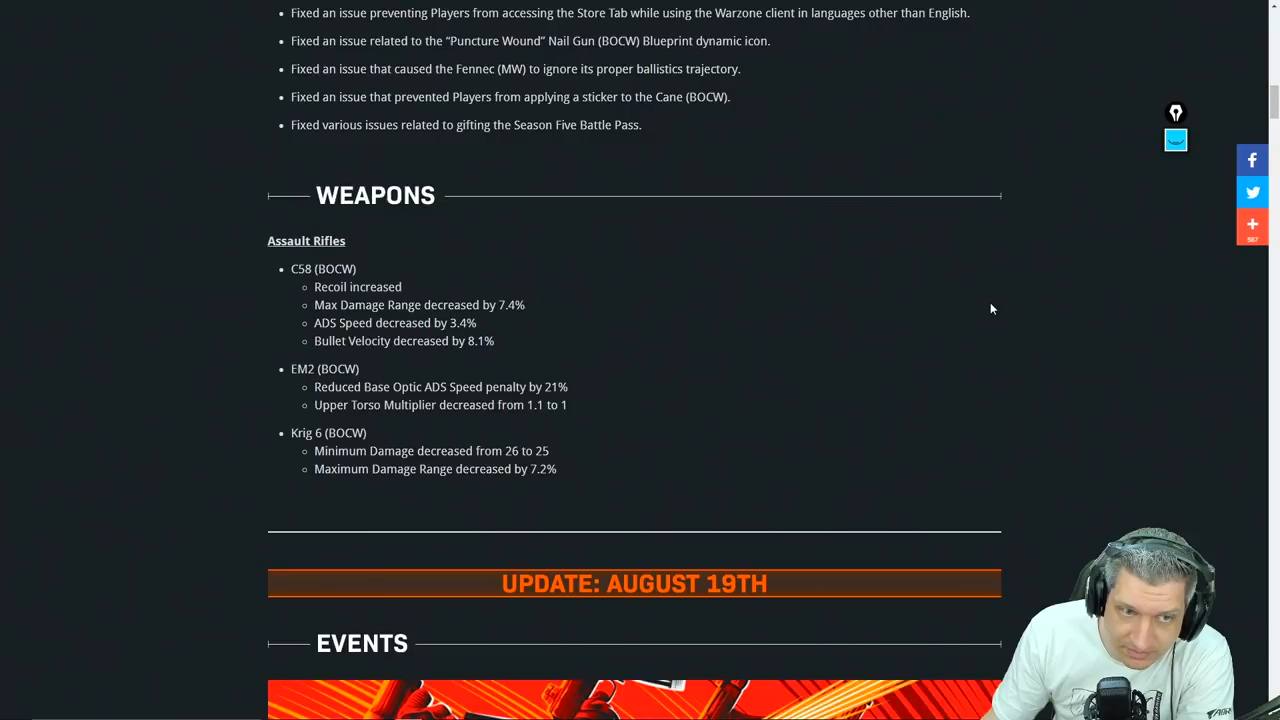 Fixed an issue preventing Players from accessing the Store Tab while using the Warzone client in languages other than English.
Fixed an issue related to the “Puncture Wound” Nail Gun (BOCW) Blueprint dynamic icon.
Fixed an issue that caused the Fennec (MW) to ignore its proper ballistics trajectory.
Fixed an issue that prevented Players from applying a sticker to the Cane (BOCW).
Fixed various issues related to gifting the Season Five Battle Pass.
WEAPONS
Assault Rifles
C58 (BOCW)
Recoil increased
Max Damage Range decreased by 7.4%
ADS Speed decreased by 3.4%
Bullet Velocity decreased by 8.1%
EM2 (BOCW)
Reduced Base Optic ADS Speed penalty by 21%
Upper Torso Multiplier decreased from 1.1 to 1
Krig 6 (BOCW)
Minimum Damage decreased from 26 to 25
Maximum Damage Range decreased by 7.2%
UPDATE: AUGUST 19TH
EVENTS